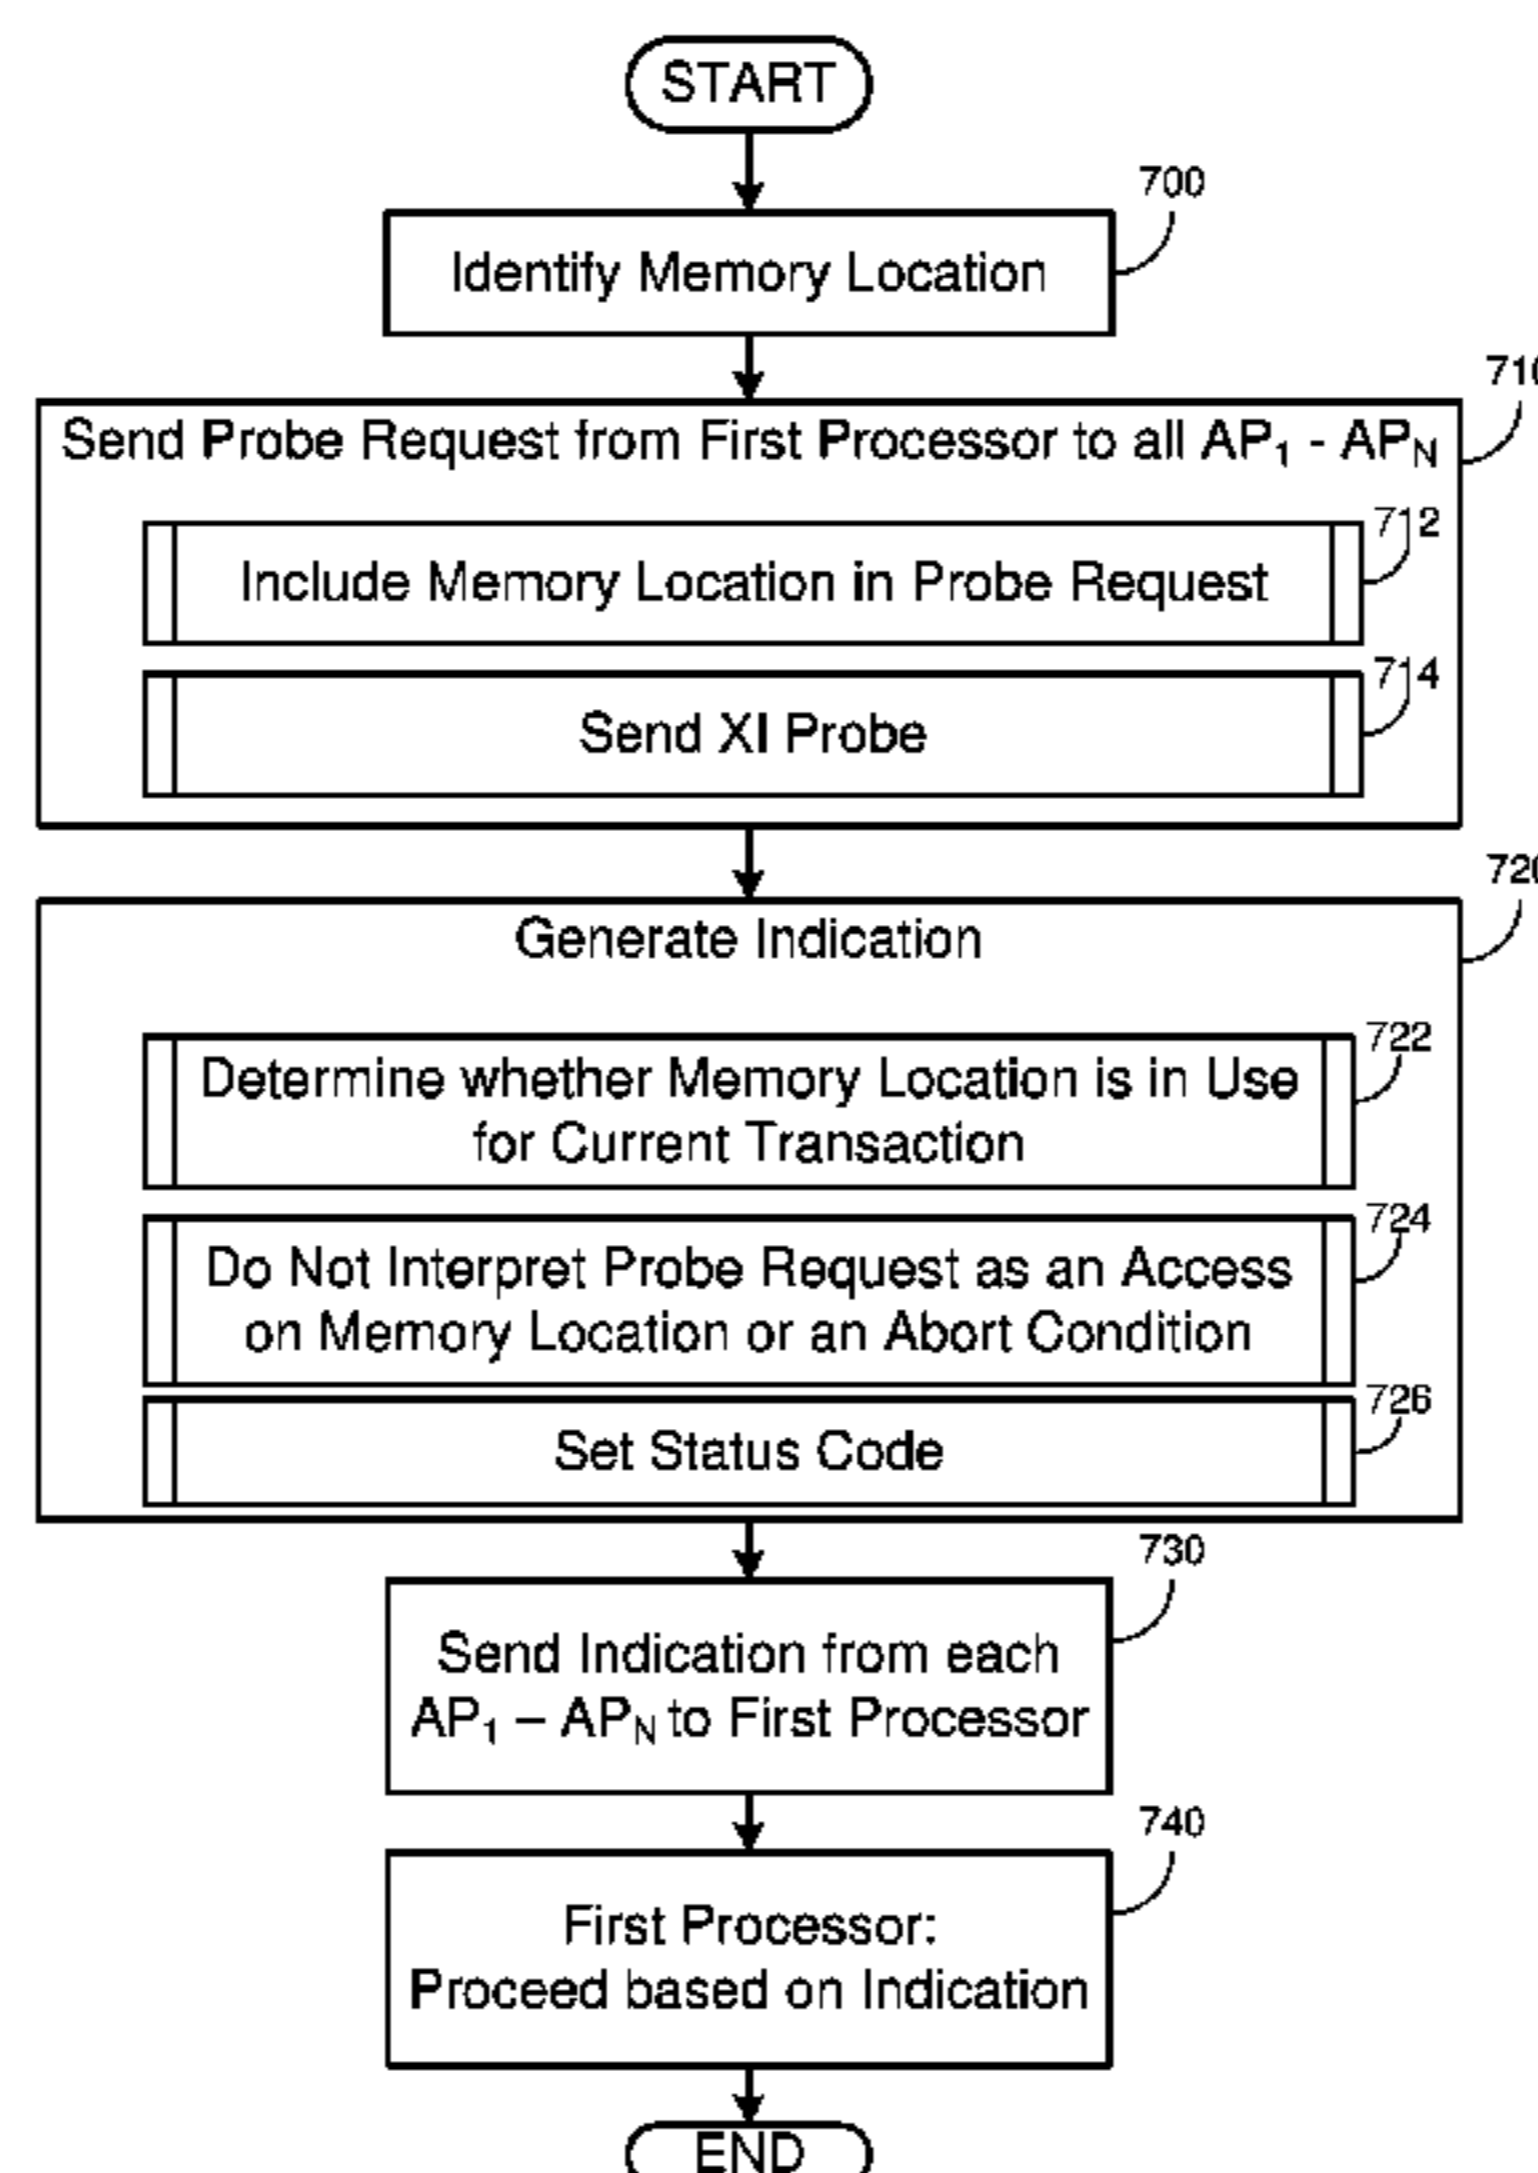 START
700
Identify Memory Location
710
Send Probe Request from First Processor to all AP₁ - APN
712
Include Memory Location in Probe Request
714
Send XI Probe
720
Generate Indication
722
Determine whether Memory Location is in Use
for Current Transaction
724
Do Not Interpret Probe Request as an Access
on Memory Location or an Abort Condition
726
Set Status Code
730
Send Indication from each
AP₁ – APN to First Processor
740
First Processor:
Proceed based on Indication
END